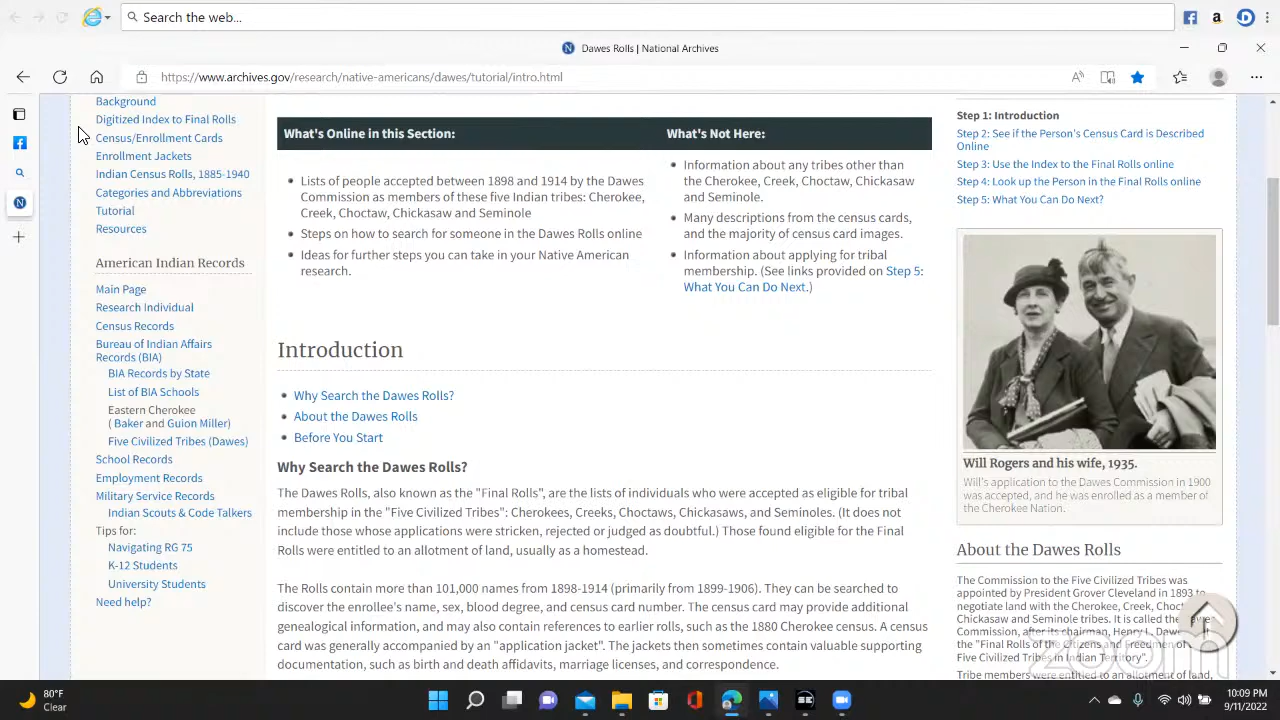 Search the web...
Dawes Rolls | National Archives
https://www.archives.gov/research/native-americans/dawes/tutorial/intro.html
Background
Digitized Index to Final Rolls
Census/Enrollment Cards
Enrollment Jackets
Indian Census Rolls, 1885-1940
Categories and Abbreviations
Tutorial
Resources
American Indian Records
Main Page
Research Individual
Census Records
Bureau of Indian Affairs
Records (BIA)
BIA Records by State
List of BIA Schools
Eastern Cherokee
( Baker and Guion Miller)
Five Civilized Tribes (Dawes)
School Records
Employment Records
Military Service Records
Indian Scouts & Code Talkers
Tips for:
Navigating RG 75
K-12 Students
University Students
Need help?
What's Online in this Section:
Lists of people accepted between 1898 and 1914 by the Dawes
Commission as members of these five Indian tribes: Cherokee,
Creek, Choctaw, Chickasaw and Seminole
Steps on how to search for someone in the Dawes Rolls online
Ideas for further steps you can take in your Native American
research.
What's Not Here:
Information about any tribes other than
the Cherokee, Creek, Choctaw, Chickasaw
and Seminole.
Many descriptions from the census cards,
and the majority of census card images.
Information about applying for tribal
membership. (See links provided on Step 5:
What You Can Do Next.)
Introduction
Why Search the Dawes Rolls?
About the Dawes Rolls
Before You Start
Why Search the Dawes Rolls?
The Dawes Rolls, also known as the "Final Rolls", are the lists of individuals who were accepted as eligible for tribal
membership in the "Five Civilized Tribes": Cherokees, Creeks, Choctaws, Chickasaws, and Seminoles. (It does not
include those whose applications were stricken, rejected or judged as doubtful.) Those found eligible for the Final
Rolls were entitled to an allotment of land, usually as a homestead.
The Rolls contain more than 101,000 names from 1898-1914 (primarily from 1899-1906). They can be searched to
discover the enrollee's name, sex, blood degree, and census card number. The census card may provide additional
genealogical information, and may also contain references to earlier rolls, such as the 1880 Cherokee census. A census
card was generally accompanied by an "application jacket". The jackets then sometimes contain valuable supporting
documentation, such as birth and death affidavits, marriage licenses, and correspondence.
Step 1: Introduction
Step 2: See if the Person's Census Card is Described
Online
Step 3: Use the Index to the Final Rolls online
Step 4: Look up the Person in the Final Rolls online
Step 5: What You Can Do Next?
Will Rogers and his wife, 1935.
Will's application to the Dawes Commission in 1900
was accepted, and he was enrolled as a member of
the Cherokee Nation.
About the Dawes Rolls
The Commission to the Five Civilized Tribes was
appointed by President Grover Cleveland in 1893 to
negotiate land with the Cherokee, Creek,
Chickasaw and Seminole tribes. It is called the
Commission, after its chairman, Henry L.
the "Final Rolls of the Citizens and Freedmen of
Five Civilized Tribes in Indian Territory".
Tribe members were entitled to an allotment of land,
zoom
80°F
Clear
10:09 PM
9/11/2022